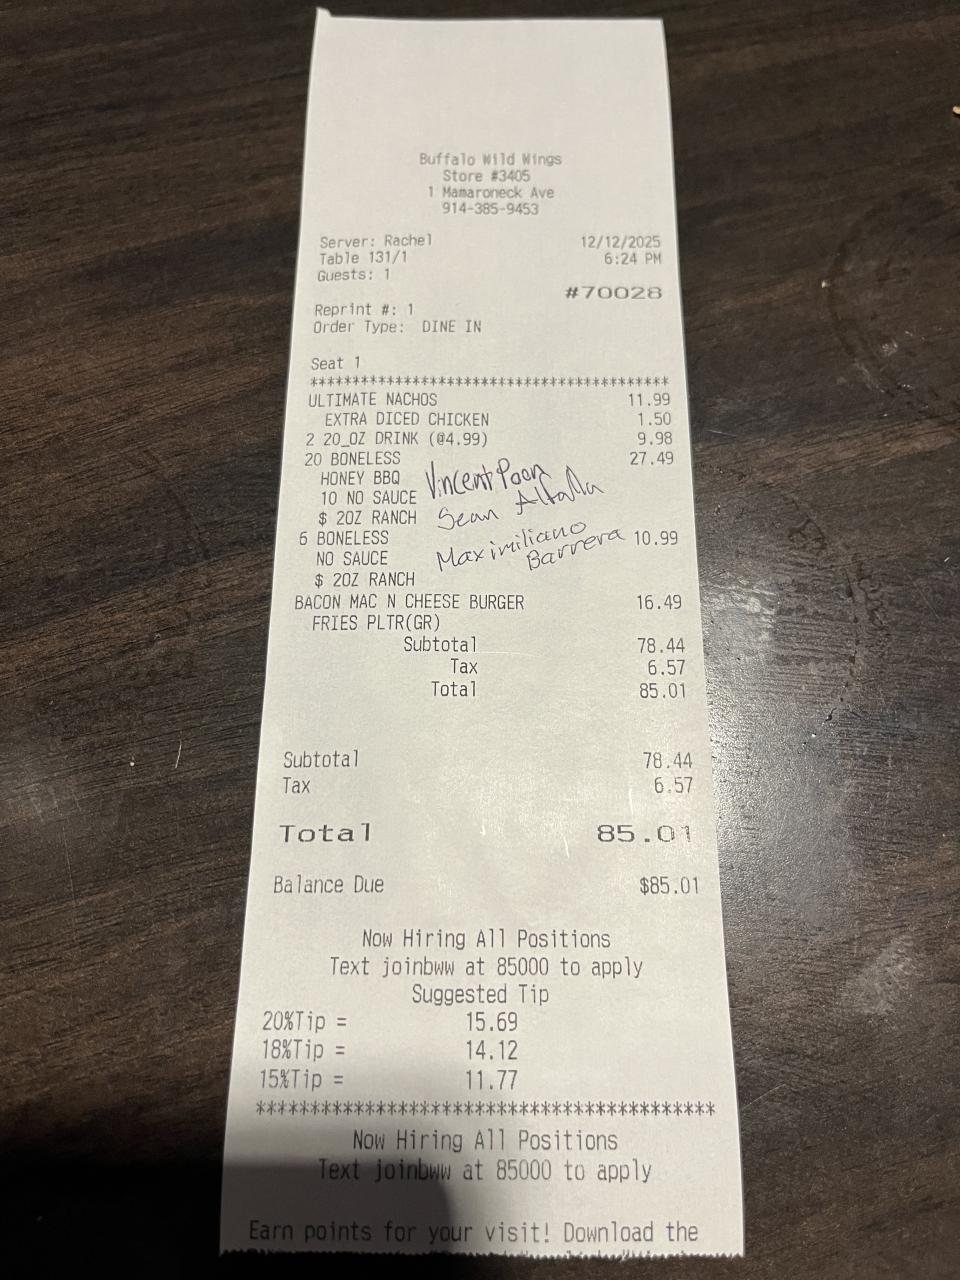 Buffalo Wild Wings
Store #3405
1 Mamaroneck Ave
914-385-9453
Server: Rachel 12/12/2025
Table 131/1 6:24 PM
Guests: 1
#70028
Reprint #: 1
Order Type: DINE IN
Seat 1
*****************************************
ULTIMATE NACHOS 11.99
EXTRA DICED CHICKEN 1.50
2 20_OZ DRINK (@4.99) 9.98
20 BONELESS 27.49
HONEY BBQ Vincent Poon
10 NO SAUCE
$ 2OZ RANCH Sean
6 BONELESS 10.99
NO SAUCE Maximiliano
Barrera
$ 2OZ RANCH
BACON MAC N CHEESE BURGER 16.49
FRIES PLTR(GR)
Subtotal 78.44
Tax 6.57
Total 85.01
Subtotal 78.44
Tax 6.57
Total 85.01
Balance Due $85.01
Now Hiring All Positions
Text joinbww at 85000 to apply
Suggested Tip
20%Tip = 15.69
18%Tip = 14.12
15%Tip = 11.77
*****************************************
Now Hiring All Positions
Text joinbww at 85000 to apply
Earn points for your visit! Download the